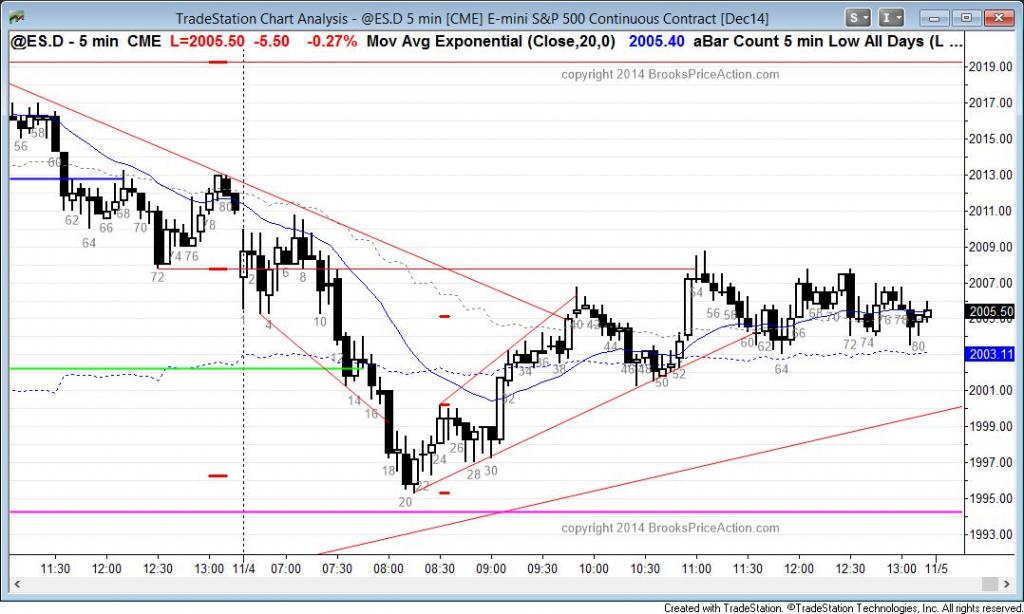 TradeStation Chart Analysis - @ES.D 5 min [CME] E-mini S&P 500 Continuous Contract [Dec14]
S
I
@ES.D - 5 min CME L=2005.50 -5.50 -0.27% Mov Avg Exponential (Close,20,0) 2005.40 aBar Count 5 min Low All Days (L ...
copyright 2014 BrooksPriceAction.com
2019.00
2017.00
2015.00
2013.00
2011.00
2009.00
2007.00
2005.50
2003.11
2001.00
1999.00
1997.00
1995.00
1993.00
56 58 60
62 64 66 68 70
72 74 76 78 80
1 2 4 6 8 10
12 14 16 18 20
22 24 26 28 30
32 34 36 38 40 42
44 46 48 50 52
54 56 58 60 62 64 66
68 70 72 74 76 78 80
copyright 2014 BrooksPriceAction.com
11:30 12:00 12:30 13:00 11/4 07:00 07:30 08:00 08:30 09:00 09:30 10:00 10:30 11:00 11:30 12:00 12:30 13:00 11/5
Created with TradeStation. ©TradeStation Technologies, Inc. All rights reserved.